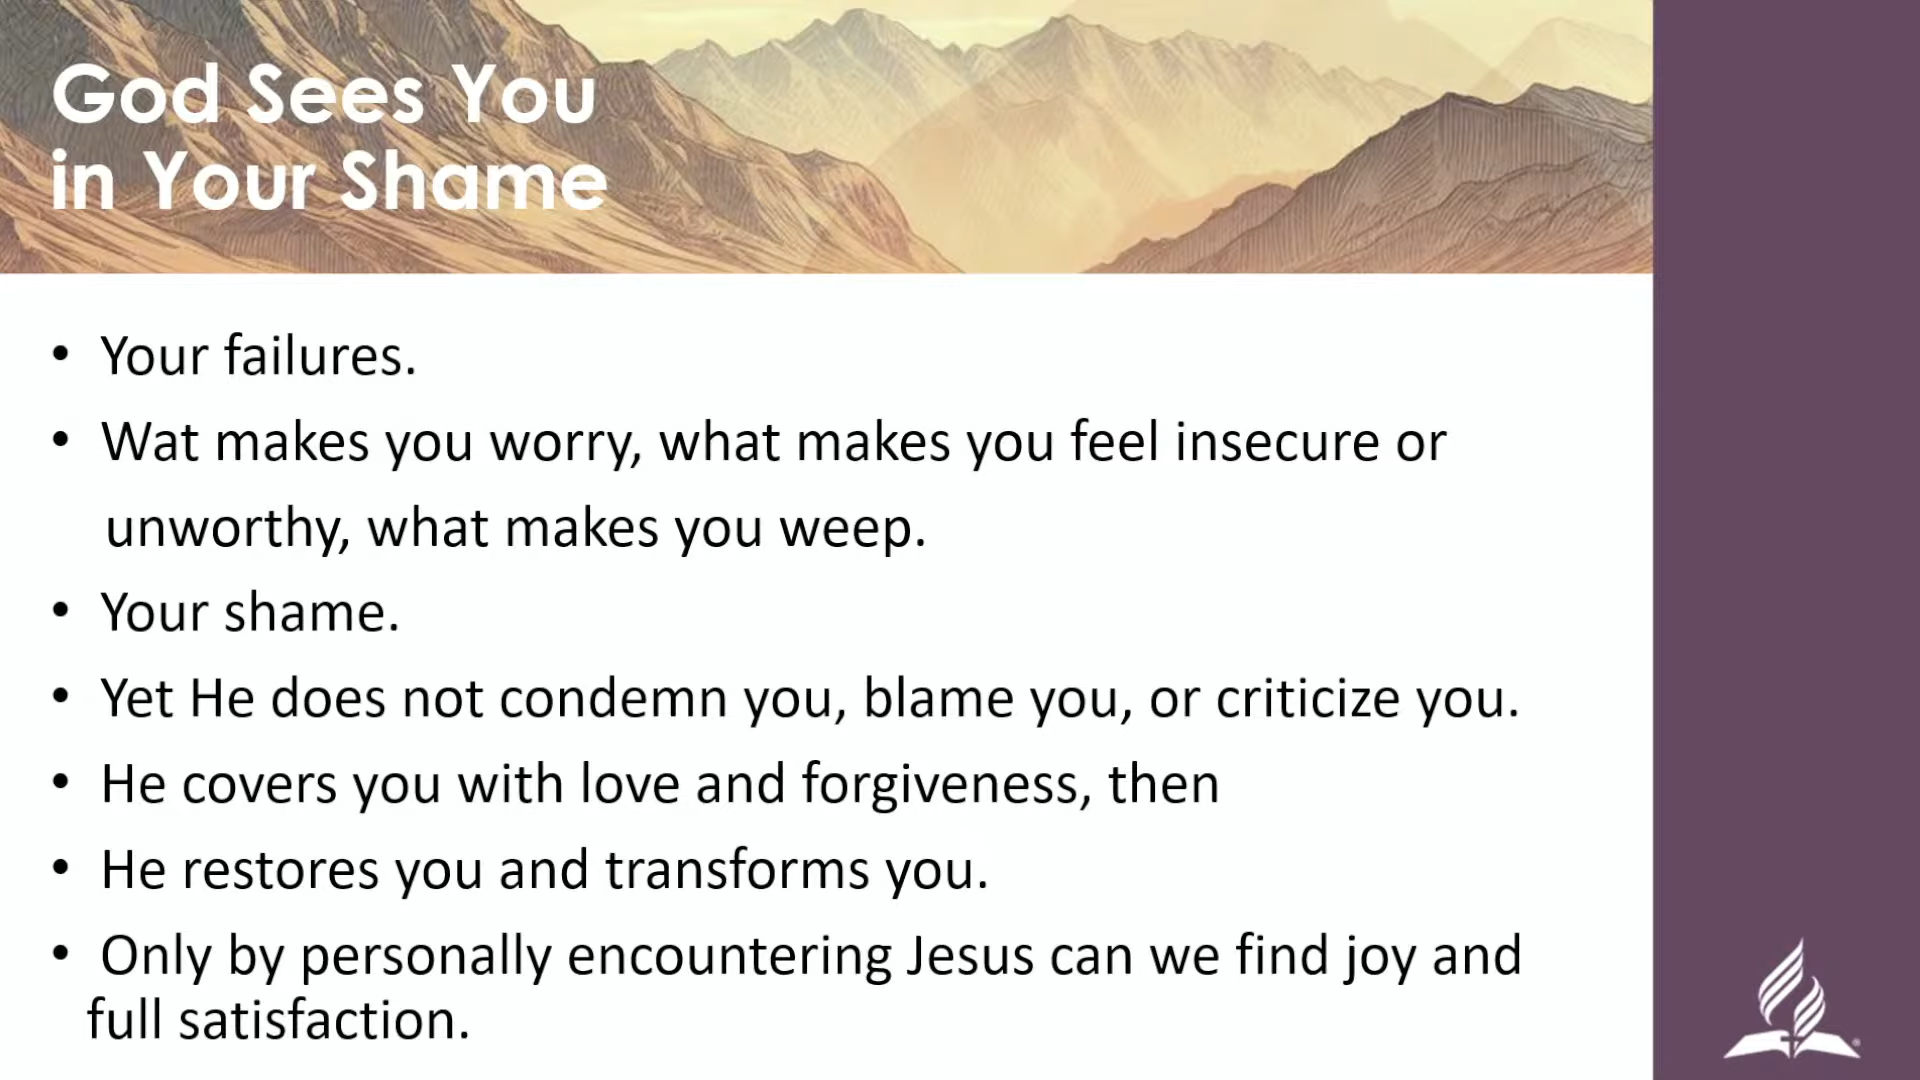 God Sees You
in Your Shame
• Your failures.
• Wat makes you worry, what makes you feel insecure or
unworthy, what makes you weep.
• Your shame.
• Yet He does not condemn you, blame you, or criticize you.
• He covers you with love and forgiveness, then
• He restores you and transforms you.
• Only by personally encountering Jesus can we find joy and
full satisfaction.